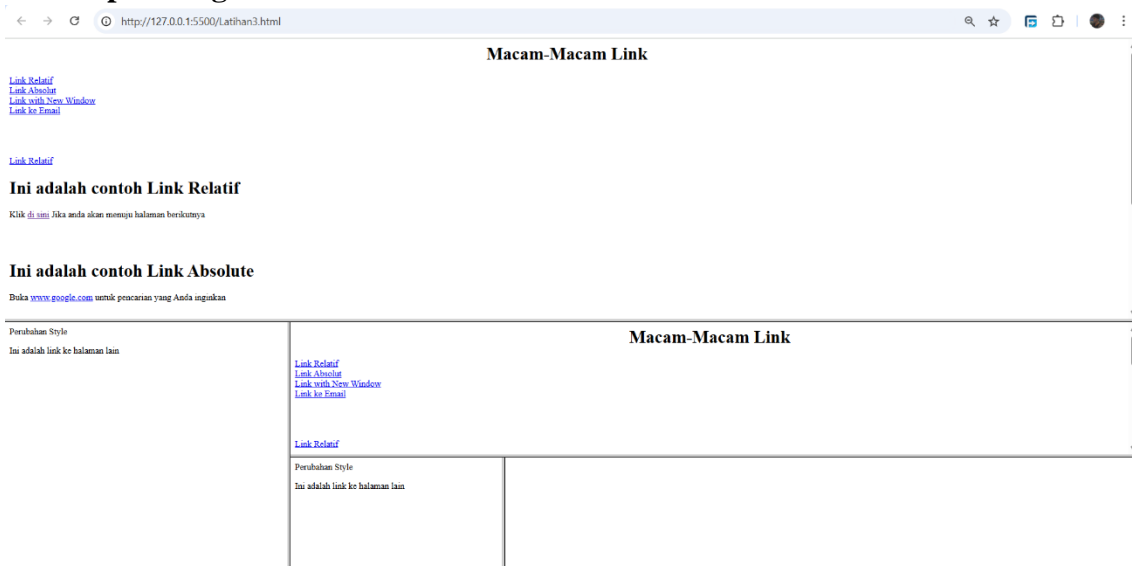 http://127.0.0.1:5500/Latihan3.html
Macam-Macam Link
Link Relatif
Link Absolut
Link with New Window
Link ke Email
Link Relatif
Ini adalah contoh Link Relatif
Klik di sini Jika anda akan menuju halaman berikutnya
Ini adalah contoh Link Absolute
Buka www.google.com untuk pencarian yang Anda inginkan
Perubahan Style
Ini adalah link ke halaman lain
Macam-Macam Link
Link Relatif
Link Absolut
Link with New Window
Link ke Email
Link Relatif
Perubahan Style
Ini adalah link ke halaman lain